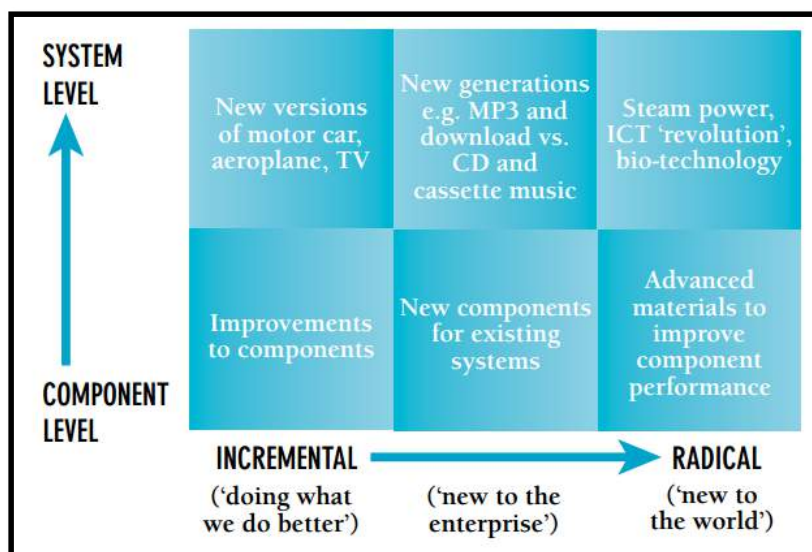 SYSTEM
LEVEL
New versions
of motor car,
aeroplane, TV
New generations
e.g. MP3 and
download vs.
CD and
cassette music
Steam power,
ICT ‘revolution’,
bio-technology
Improvements
to components
New components
for existing
systems
Advanced
materials to
improve
component
performance
COMPONENT
LEVEL
INCREMENTAL
RADICAL
(‘doing what
we do better’)
(‘new to the
enterprise’)
(‘new to
the world’)